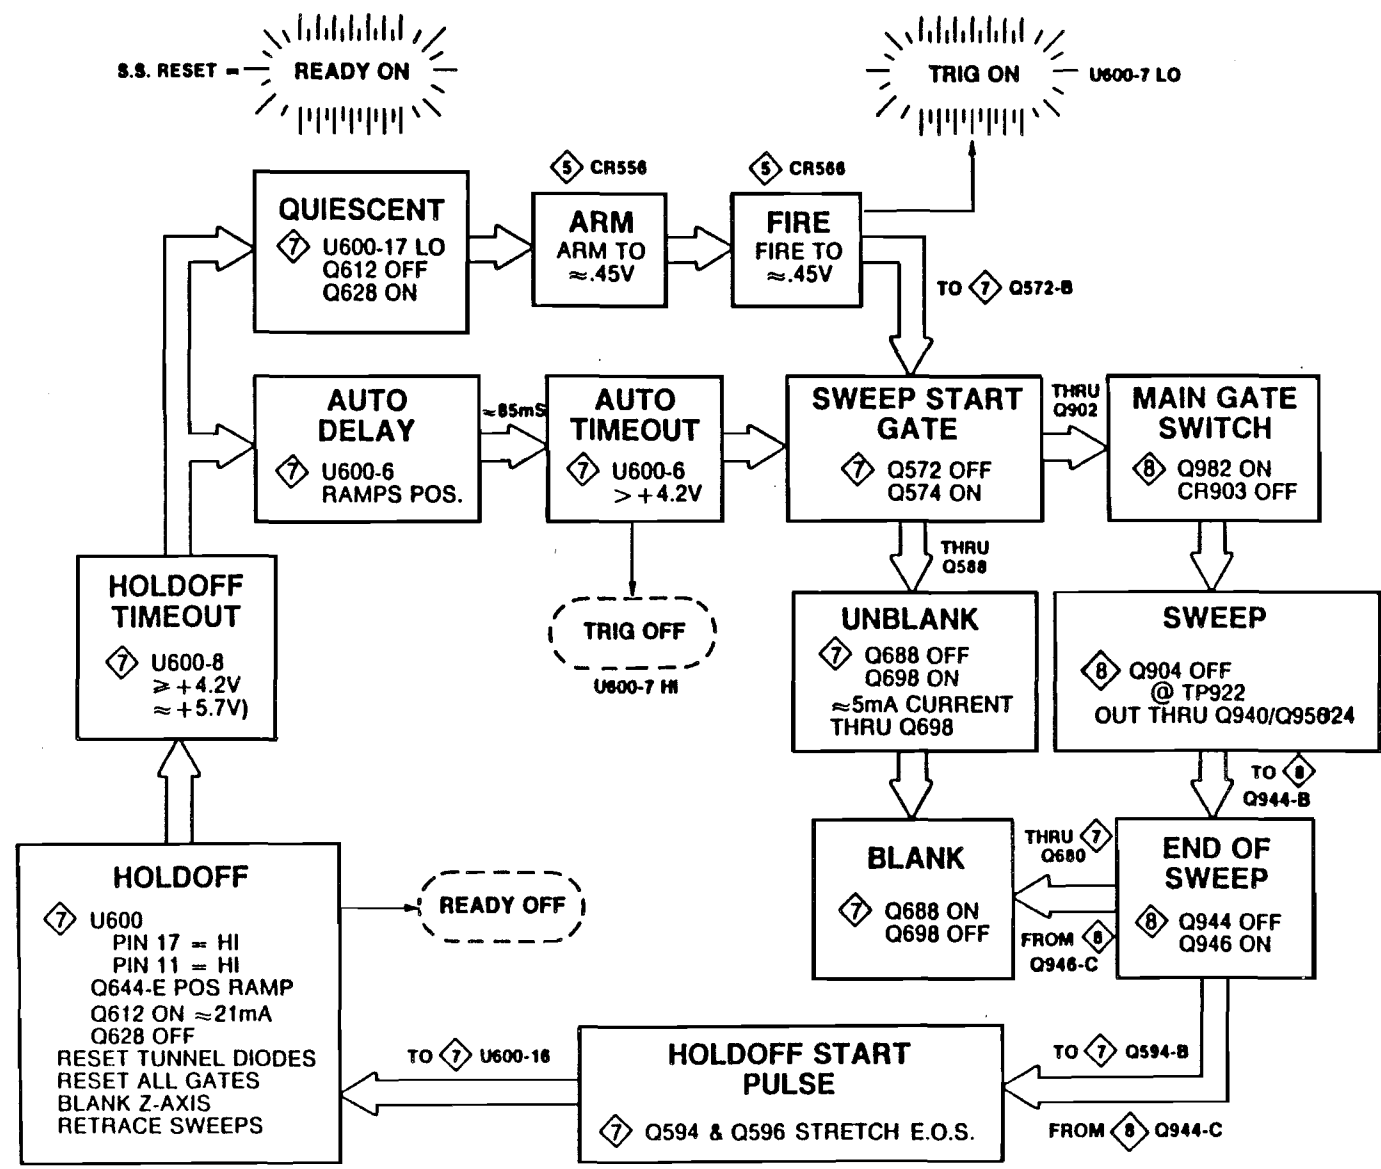 S.S. RESET =
READY ON
TRIG ON
U600-7 LO
5 CR556
5 CR566
QUIESCENT
7 U600-17 LO
Q612 OFF
Q628 ON
ARM
ARM TO
≈.45V
FIRE
FIRE TO
≈.45V
TO 7 Q572-B
AUTO
DELAY
7 U600-6
RAMPS POS.
≈85mS
AUTO
TIMEOUT
7 U600-6
> +4.2V
SWEEP START
GATE
7 Q572 OFF
Q574 ON
THRU
Q902
MAIN GATE
SWITCH
8 Q982 ON
CR903 OFF
TRIG OFF
U600-7 HI
THRU
Q588
HOLDOFF
TIMEOUT
7 U600-8
≥ +4.2V
≈ +5.7V)
UNBLANK
7 Q688 OFF
Q698 ON
≈5mA CURRENT
THRU Q698
SWEEP
8 Q904 OFF
@ TP922
OUT THRU Q940/Q956
TO 8
Q944-B
HOLDOFF
7 U600
PIN 17 = HI
PIN 11 = HI
Q644-E POS RAMP
Q612 ON ≈21mA
Q628 OFF
RESET TUNNEL DIODES
RESET ALL GATES
BLANK Z-AXIS
RETRACE SWEEPS
READY OFF
BLANK
7 Q688 ON
Q698 OFF
THRU 7
Q680
FROM 8
Q946-C
END OF
SWEEP
8 Q944 OFF
Q946 ON
TO 7 U600-16
HOLDOFF START
PULSE
7 Q594 & Q596 STRETCH E.O.S.
TO 7 Q594-B
FROM 8 Q944-C